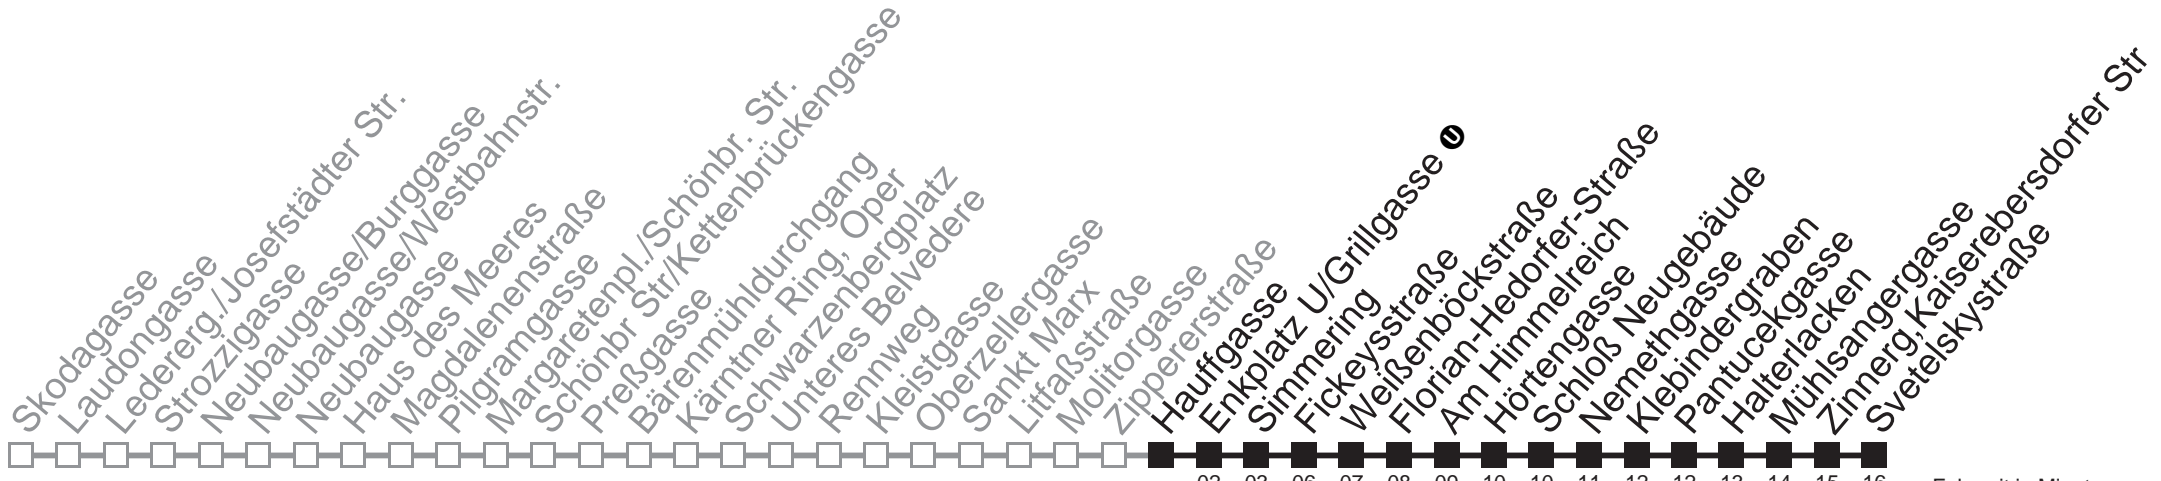 Skodagasse
Laudongasse
Ledererg./Josefstädter Str.
Strozzigasse
Neubaugasse/Burggasse
Neubaugasse/Westbahnstr.
Neubaugasse
Haus des Meeres
Magdalenenstraße
Pilgramgasse
Margaretenpl./Schönbr. Str.
Schönbr Str/Kettenbrückengasse
Preßgasse
Bärenmühldurchgang
Kärntner Ring, Oper
Schwarzenbergplatz
Unteres Belvedere
Rennweg
Kleistgasse
Oberzellergasse
Sankt Marx
Litfaßstraße
Molitorgasse
Zippererstraße
Hauffgasse
Enkplatz U/Grillgasse U
Simmering
Fickeysstraße
Weißenböckstraße
Florian-Hedorfer-Straße
Am Himmelreich
Hörtengasse
Schloß Neugebäude
Nemethgasse
Klebindergraben
Pantucekgasse
Halterlacken
Mühlsangergasse
Zinnerg,Kaiserebersdorfer Str
Svetelskystraße